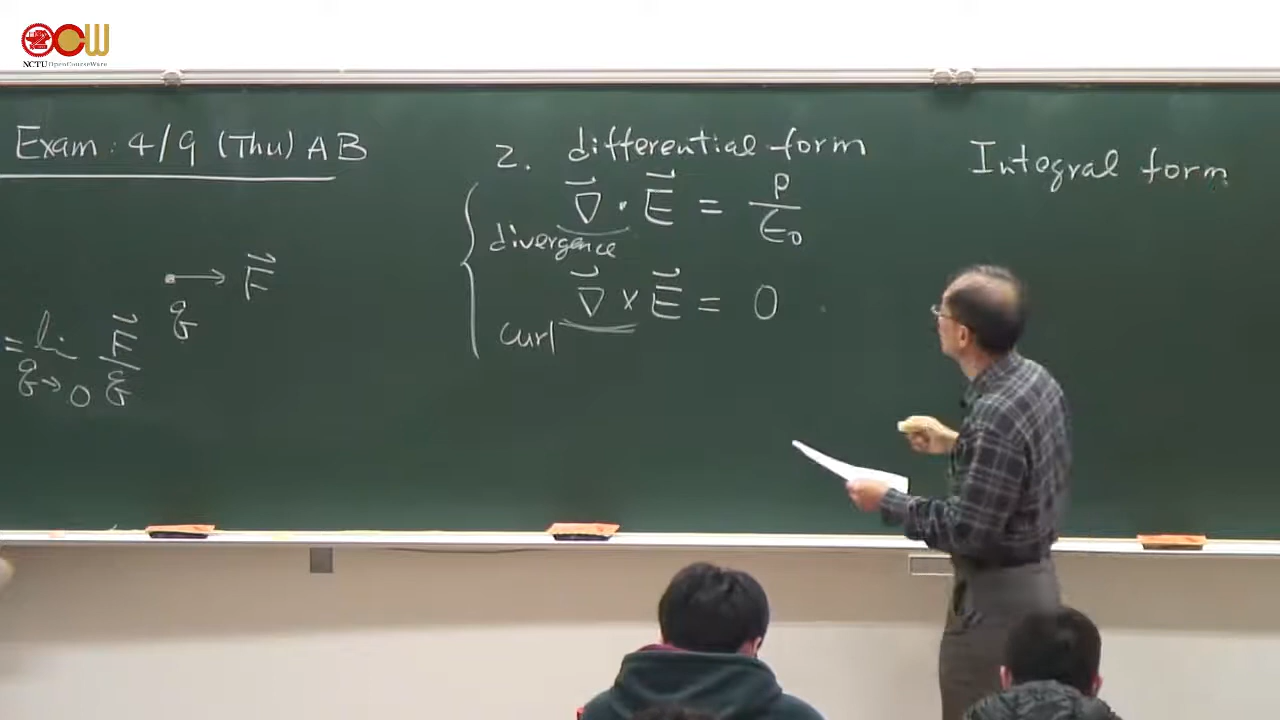 NCTU OpenCourseWare
Exam : 4/9 (Thu) AB
q → F⃗
= lim q→0 F⃗/q
2. differential form
∇⃗ · E⃗ = ρ/ε₀
divergence
∇⃗ × E⃗ = 0
curl
Integral form